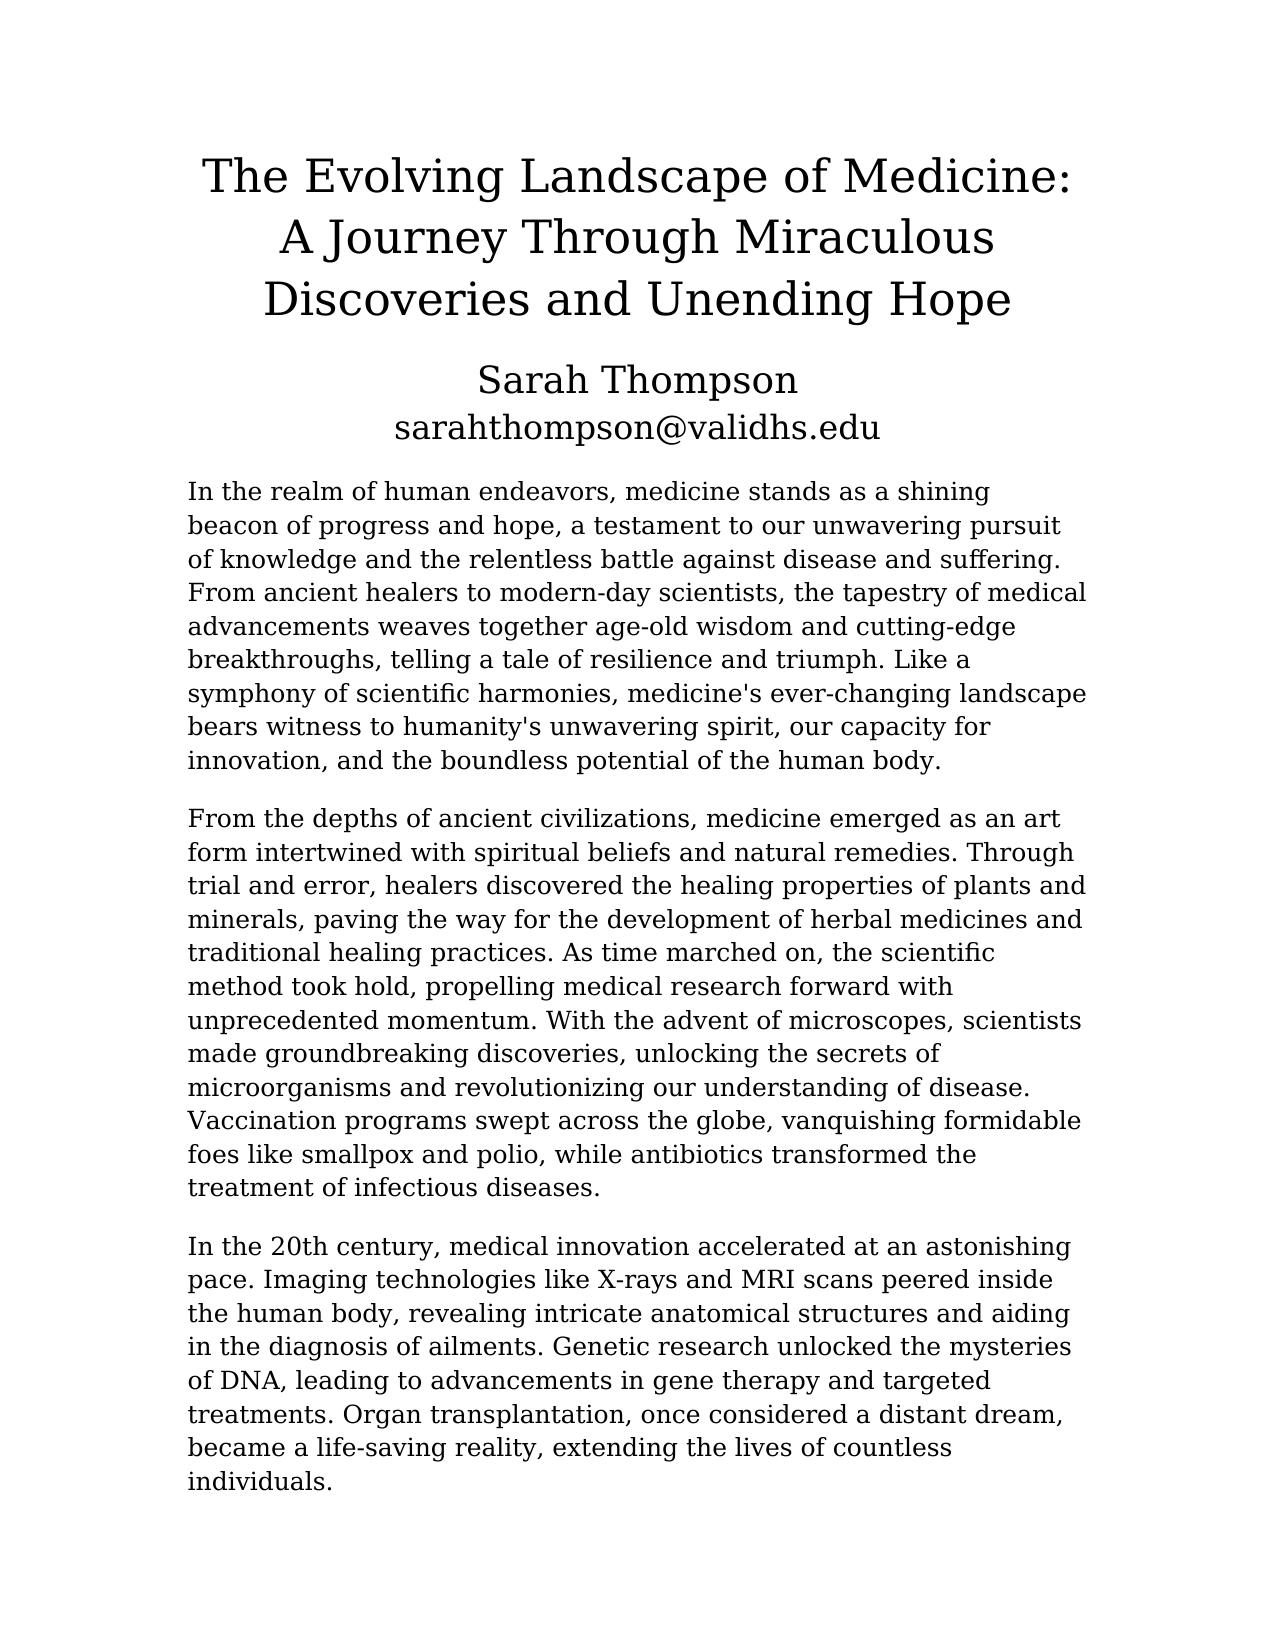 The Evolving Landscape of Medicine:
A Journey Through Miraculous
Discoveries and Unending Hope
Sarah Thompson
sarahthompson@validhs.edu
In the realm of human endeavors, medicine stands as a shining
beacon of progress and hope, a testament to our unwavering pursuit
of knowledge and the relentless battle against disease and suffering.
From ancient healers to modern-day scientists, the tapestry of medical
advancements weaves together age-old wisdom and cutting-edge
breakthroughs, telling a tale of resilience and triumph. Like a
symphony of scientific harmonies, medicine's ever-changing landscape
bears witness to humanity's unwavering spirit, our capacity for
innovation, and the boundless potential of the human body.
From the depths of ancient civilizations, medicine emerged as an art
form intertwined with spiritual beliefs and natural remedies. Through
trial and error, healers discovered the healing properties of plants and
minerals, paving the way for the development of herbal medicines and
traditional healing practices. As time marched on, the scientific
method took hold, propelling medical research forward with
unprecedented momentum. With the advent of microscopes, scientists
made groundbreaking discoveries, unlocking the secrets of
microorganisms and revolutionizing our understanding of disease.
Vaccination programs swept across the globe, vanquishing formidable
foes like smallpox and polio, while antibiotics transformed the
treatment of infectious diseases.
In the 20th century, medical innovation accelerated at an astonishing
pace. Imaging technologies like X-rays and MRI scans peered inside
the human body, revealing intricate anatomical structures and aiding
in the diagnosis of ailments. Genetic research unlocked the mysteries
of DNA, leading to advancements in gene therapy and targeted
treatments. Organ transplantation, once considered a distant dream,
became a life-saving reality, extending the lives of countless
individuals.